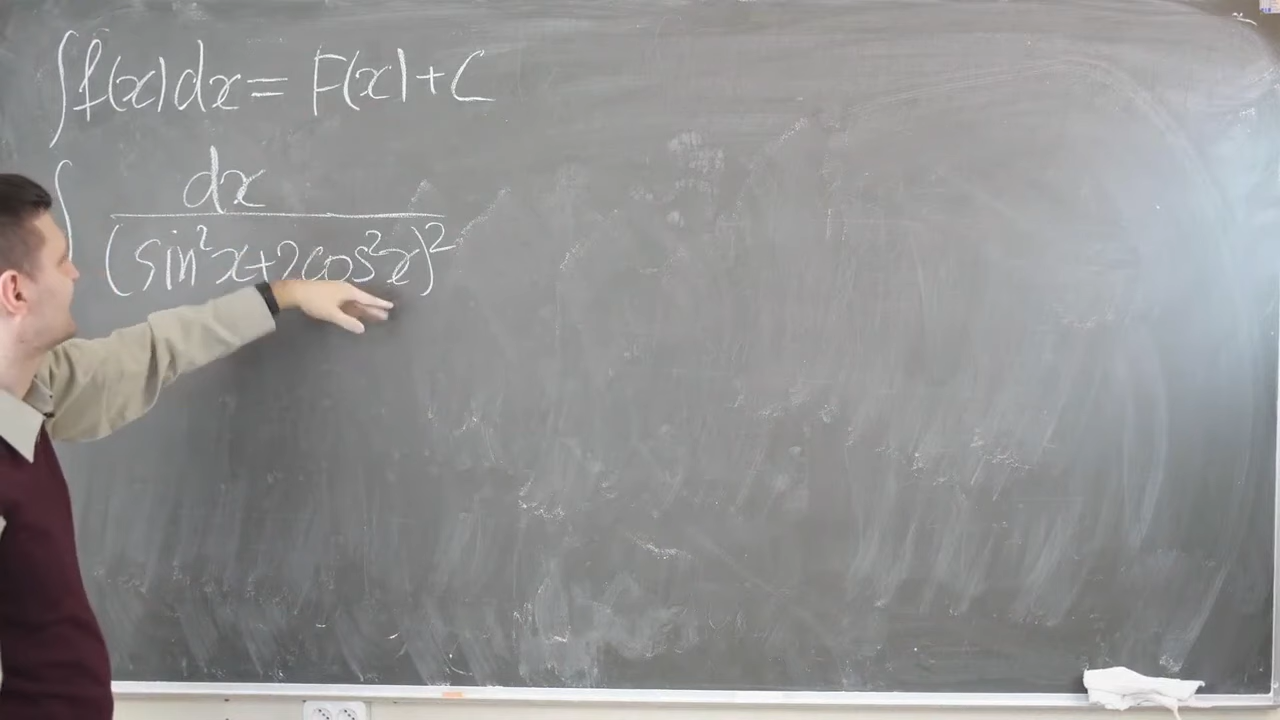 ∫f(x)dx = F(x)+C
∫ dx / (sin²x+2cos²x)²